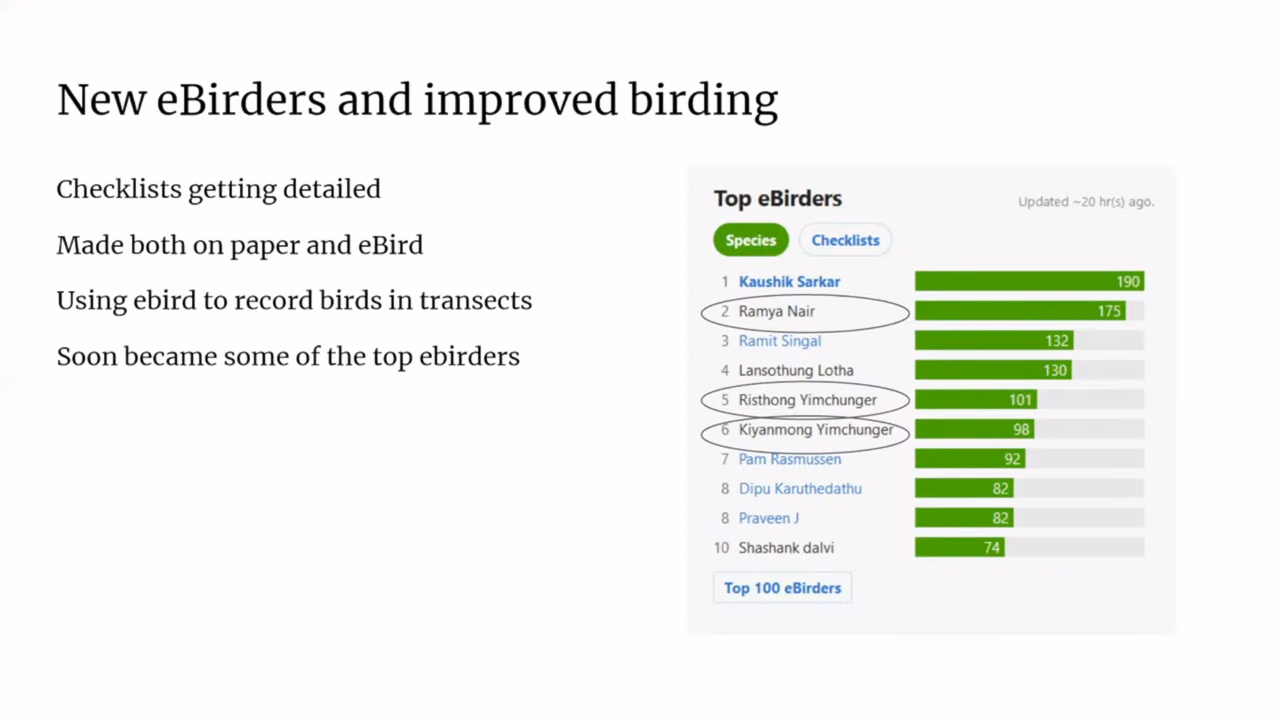 New eBirders and improved birding
Checklists getting detailed
Made both on paper and eBird
Using ebird to record birds in transects
Soon became some of the top ebirders
Top eBirders
Updated ~20 hr(s) ago.
Species Checklists
1 Kaushik Sarkar 190
2 Ramya Nair 175
3 Ramit Singal 132
4 Lansothung Lotha 130
5 Risthong Yimchunger 101
6 Kiyanmong Yimchunger 98
7 Pam Rasmussen 92
8 Dipu Karuthedathu 82
8 Praveen J 82
10 Shashank dalvi 74
Top 100 eBirders